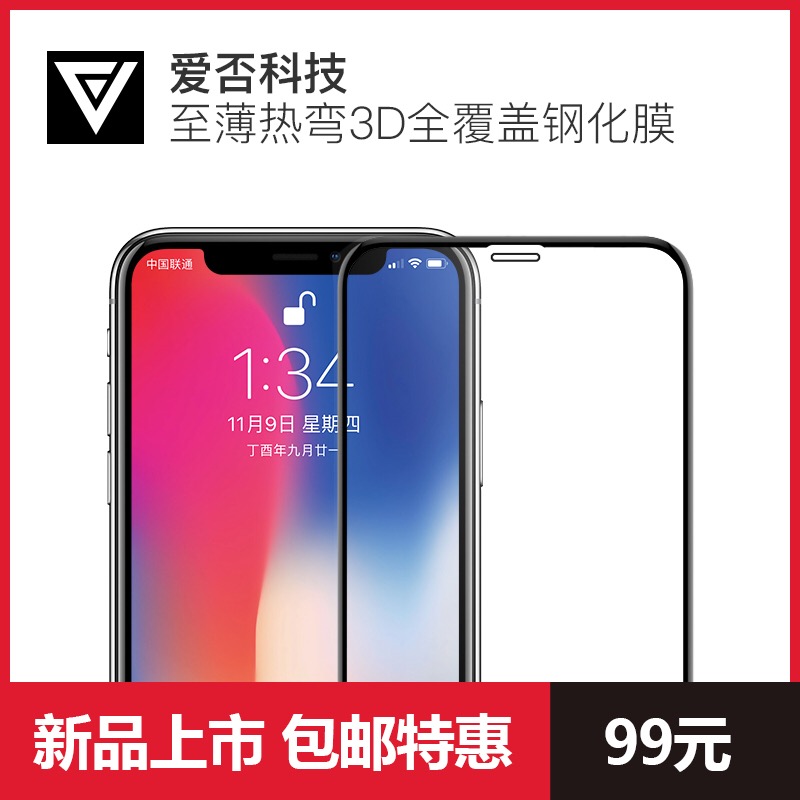 爱否科技
至薄热弯3D全覆盖钢化膜
中国联通
1:34
11月9日 星期四
丁酉年九月廿一
新品上市 包邮特惠
99元